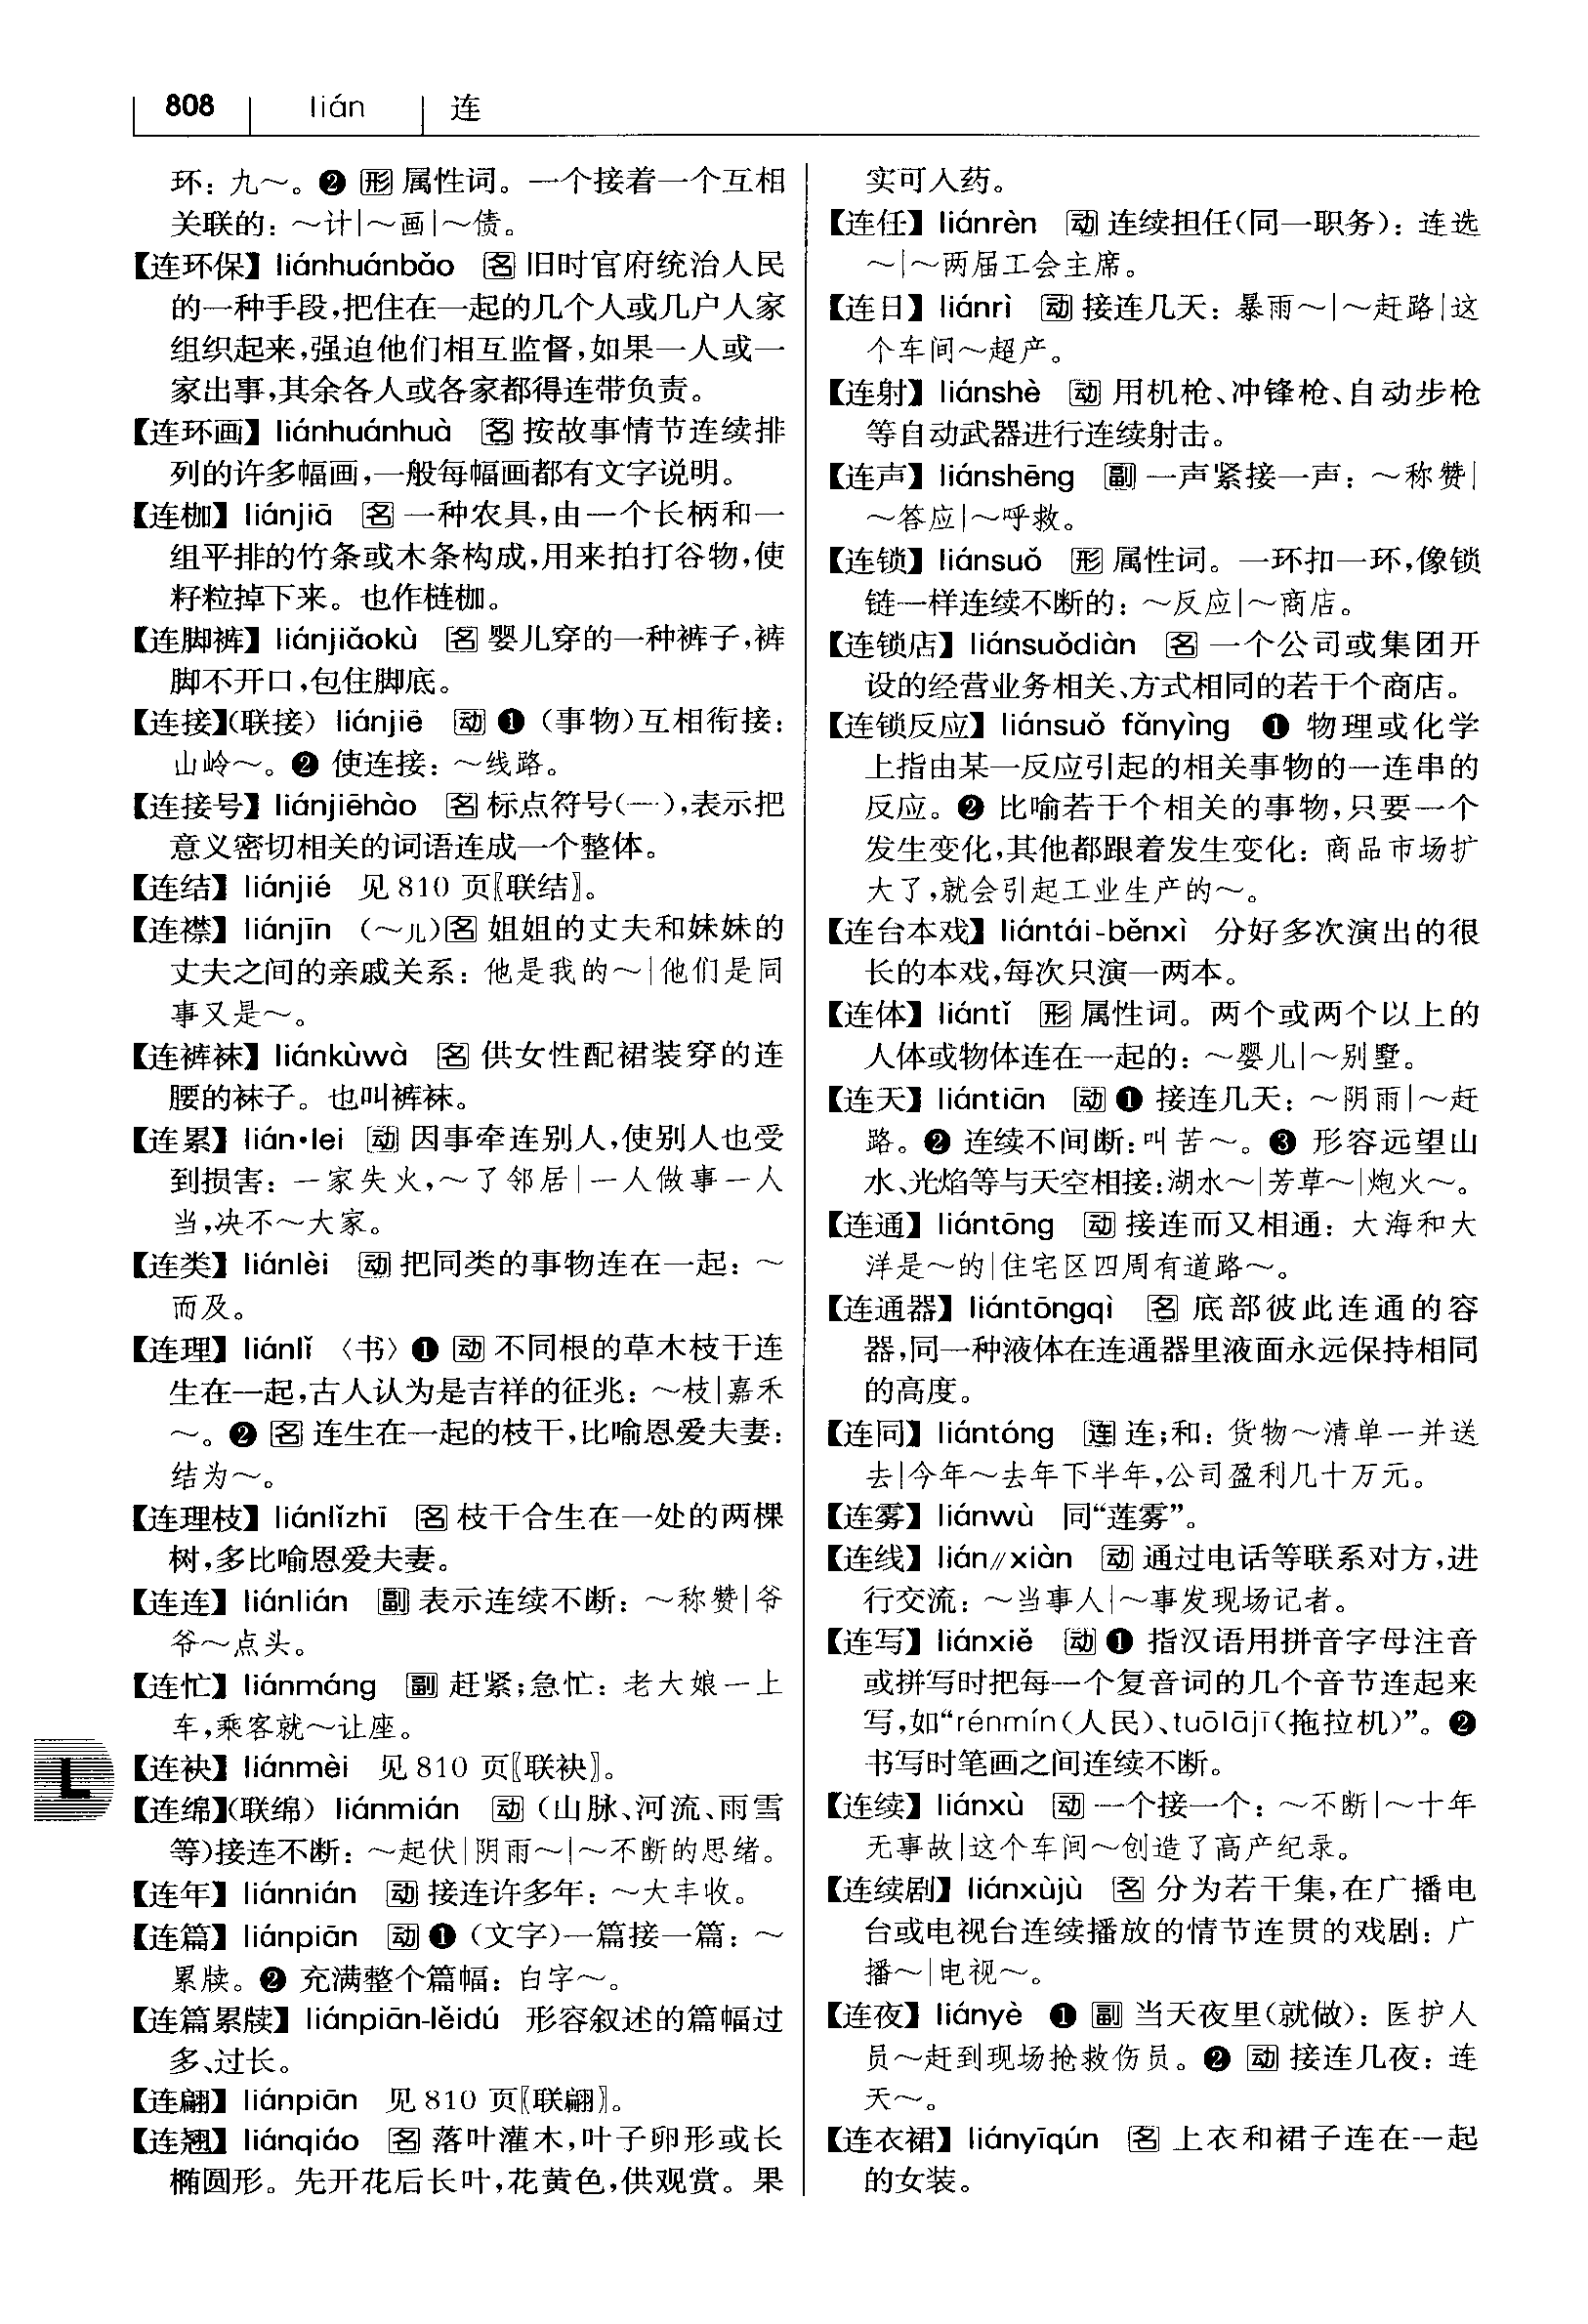 808 lián 连
环：九～。❷ 形 属性词。一个接着一个互相
关联的：～计|～画|～债。
【连环保】liánhuánbǎo 名 旧时官府统治人民
的一种手段，把住在一起的几个人或几户人家
组织起来，强迫他们相互监督，如果一人或一
家出事，其余各人或各家都得连带负责。
【连环画】liánhuánhuà 名 按故事情节连续排
列的许多幅画，一般每幅画都有文字说明。
【连枷】liánjiā 名 一种农具，由一个长柄和一
组平排的竹条或木条构成，用来拍打谷物，使
籽粒掉下来。也作梿枷。
【连脚裤】liánjiǎokù 名 婴儿穿的一种裤子，裤
脚不开口，包住脚底。
【连接】(联接) liánjiē 动 ❶（事物）互相衔接：
山岭～。❷ 使连接：～线路。
【连接号】liánjiēhào 名 标点符号(—)，表示把
意义密切相关的词语连成一个整体。
【连结】liánjié 见 810 页〖联结〗。
【连襟】liánjīn （～儿）名 姐姐的丈夫和妹妹的
丈夫之间的亲戚关系：他是我的～|他们是同
事又是～。
【连裤袜】liánkùwà 名 供女性配裙装穿的连
腰的袜子。也叫裤袜。
【连累】lián·lei 动 因事牵连别人，使别人也受
到损害：一家失火，～了邻居|一人做事一人
当，决不～大家。
【连类】liánlèi 动 把同类的事物连在一起：～
而及。
【连理】liánlǐ〈书〉❶ 动 不同根的草木枝干连
生在一起，古人认为是吉祥的征兆：～枝|嘉禾
～。❷ 名 连生在一起的枝干，比喻恩爱夫妻：
结为～。
【连理枝】liánlǐzhī 名 枝干合生在一处的两棵
树，多比喻恩爱夫妻。
【连连】liánlián 副 表示连续不断：～称赞|爷
爷～点头。
【连忙】liánmáng 副 赶紧；急忙：老大娘一上
车，乘客就～让座。
【连袂】liánmèi 见 810 页〖联袂〗。
【连绵】(联绵) liánmián 动（山脉、河流、雨雪
等）接连不断：～起伏|阴雨～|～不断的思绪。
【连年】liánnián 动 接连许多年：～大丰收。
【连篇】liánpiān 动 ❶（文字）一篇接一篇：～
累牍。❷ 充满整个篇幅：白字～。
【连篇累牍】liánpiān-lěidú 形容叙述的篇幅过
多、过长。
【连翩】liánpiān 见 810 页〖联翩〗。
【连翘】liánqiáo 名 落叶灌木，叶子卵形或长
椭圆形。先开花后长叶，花黄色，供观赏。果
L
实可入药。
【连任】liánrèn 动 连续担任（同一职务）：连选
～|～两届工会主席。
【连日】liánrì 动 接连几天：暴雨～|～赶路|这
个车间～超产。
【连射】liánshè 动 用机枪、冲锋枪、自动步枪
等自动武器进行连续射击。
【连声】liánshēng 副 一声紧接一声：～称赞|
～答应|～呼救。
【连锁】liánsuǒ 形 属性词。一环扣一环，像锁
链一样连续不断的：～反应|～商店。
【连锁店】liánsuǒdiàn 名 一个公司或集团开
设的经营业务相关、方式相同的若干个商店。
【连锁反应】liánsuǒ fǎnyìng ❶ 物理或化学
上指由某一反应引起的相关事物的一连串的
反应。❷ 比喻若干个相关的事物，只要一个
发生变化，其他都跟着发生变化：商品市场扩
大了，就会引起工业生产的～。
【连台本戏】liántái-běnxì 分好多次演出的很
长的本戏，每次只演一两本。
【连体】liántǐ 形 属性词。两个或两个以上的
人体或物体连在一起的：～婴儿|～别墅。
【连天】liántiān 动 ❶ 接连几天：～阴雨|～赶
路。❷ 连续不间断：叫苦～。❸ 形容远望山
水、光焰等与天空相接：湖水～|芳草～|炮火～。
【连通】liántōng 动 接连而又相通：大海和大
洋是～的|住宅区四周有道路～。
【连通器】liántōngqì 名 底部彼此连通的容
器，同一种液体在连通器里液面永远保持相同
的高度。
【连同】liántóng 连 连；和：货物～清单一并送
去|今年～去年下半年，公司盈利几十万元。
【连雾】liánwù 同“莲雾”。
【连线】lián∥xiàn 动 通过电话等联系对方，进
行交流：～当事人|～事发现场记者。
【连写】liánxiě 动 ❶ 指汉语用拼音字母注音
或拼写时把每一个复音词的几个音节连起来
写，如“rénmín（人民）、tuōlājī（拖拉机）”。❷
书写时笔画之间连续不断。
【连续】liánxù 动 一个接一个：～不断|～十年
无事故|这个车间～创造了高产纪录。
【连续剧】liánxùjù 名 分为若干集，在广播电
台或电视台连续播放的情节连贯的戏剧：广
播～|电视～。
【连夜】liányè ❶ 副 当天夜里（就做）：医护人
员～赶到现场抢救伤员。❷ 动 接连几夜：连
天～。
【连衣裙】liányīqún 名 上衣和裙子连在一起
的女装。